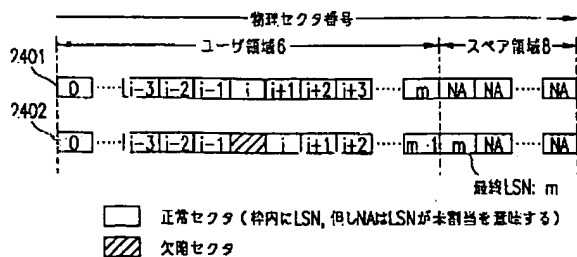 物理セクタ番号
ユーザ領域6 スペア領域8
2401
0 ····· i-3 i-2 i-1 i i+1 i+2 i+3 ····· m NA NA ····· NA
2402
0 ····· i-3 i-2 i-1 i i+1 i+2 ····· m-1 m NA ····· NA
最終LSN: m
正常セクタ(枠内にLSN, 但しNAはLSNが未割当を意味する)
欠陥セクタ